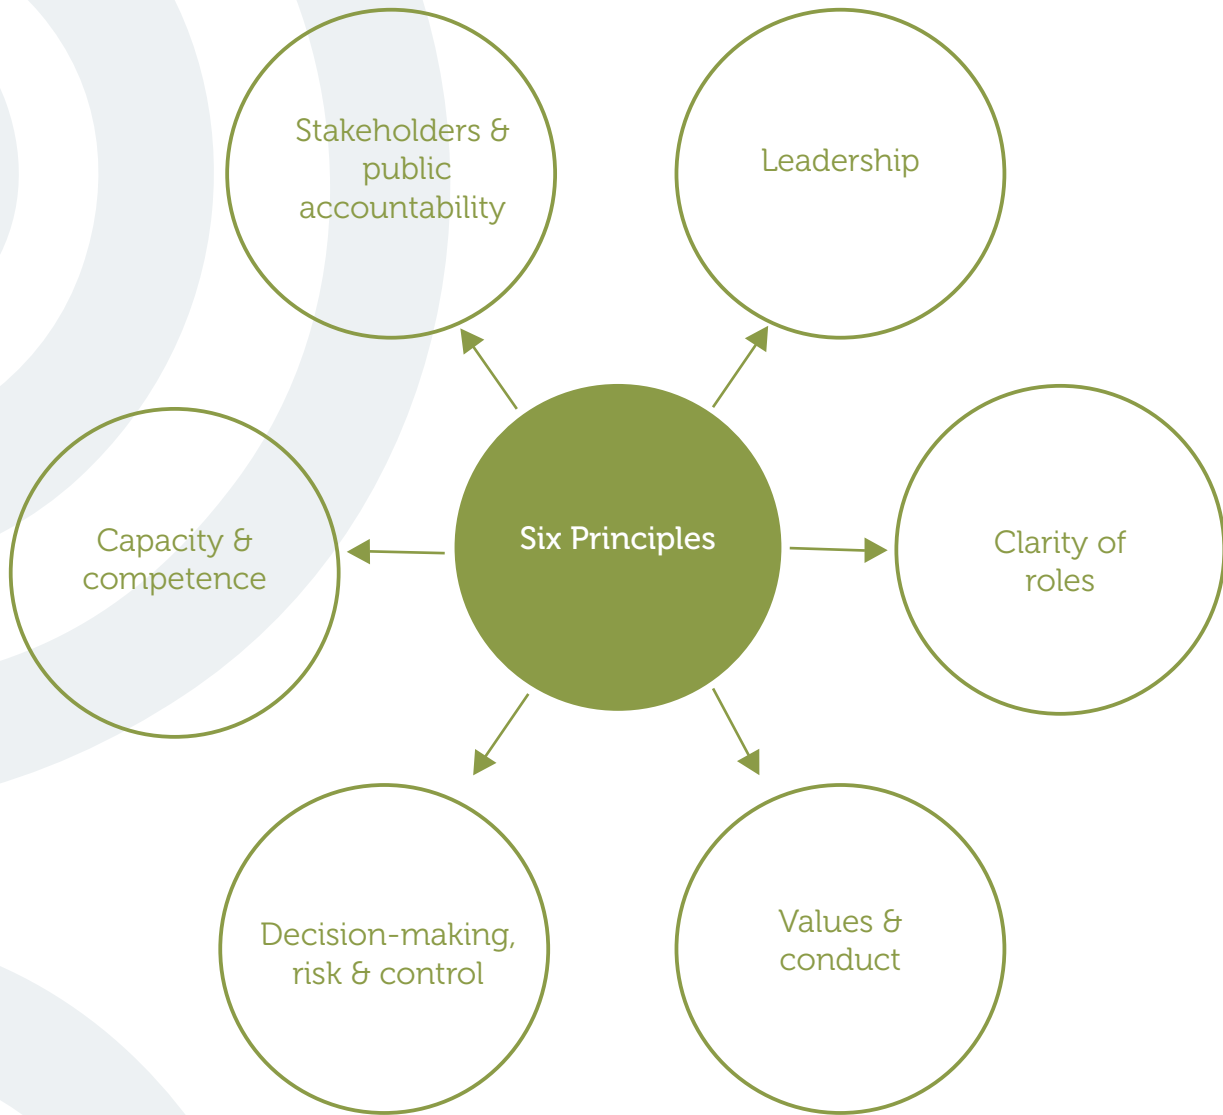 Stakeholders &
public
accountability
Leadership
Six Principles
Capacity &
competence
Clarity of
roles
Decision-making,
risk & control
Values &
conduct